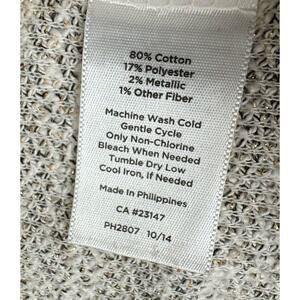 80% Cotton
17% Polyester
2% Metallic
1% Other Fiber
Machine Wash Cold
Gentle Cycle
Only Non-Chlorine
Bleach When Needed
Tumble Dry Low
Cool Iron, If Needed
Made In Philippines
CA #23147
PH2807 10/14